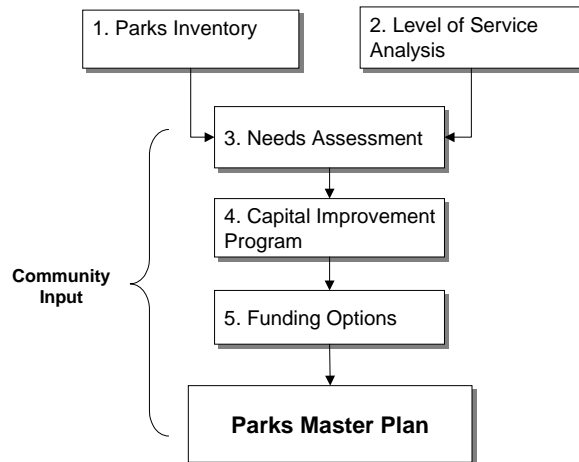 1. Parks Inventory
2. Level of Service
Analysis
3. Needs Assessment
4. Capital Improvement
Program
Community
Input
5. Funding Options
Parks Master Plan